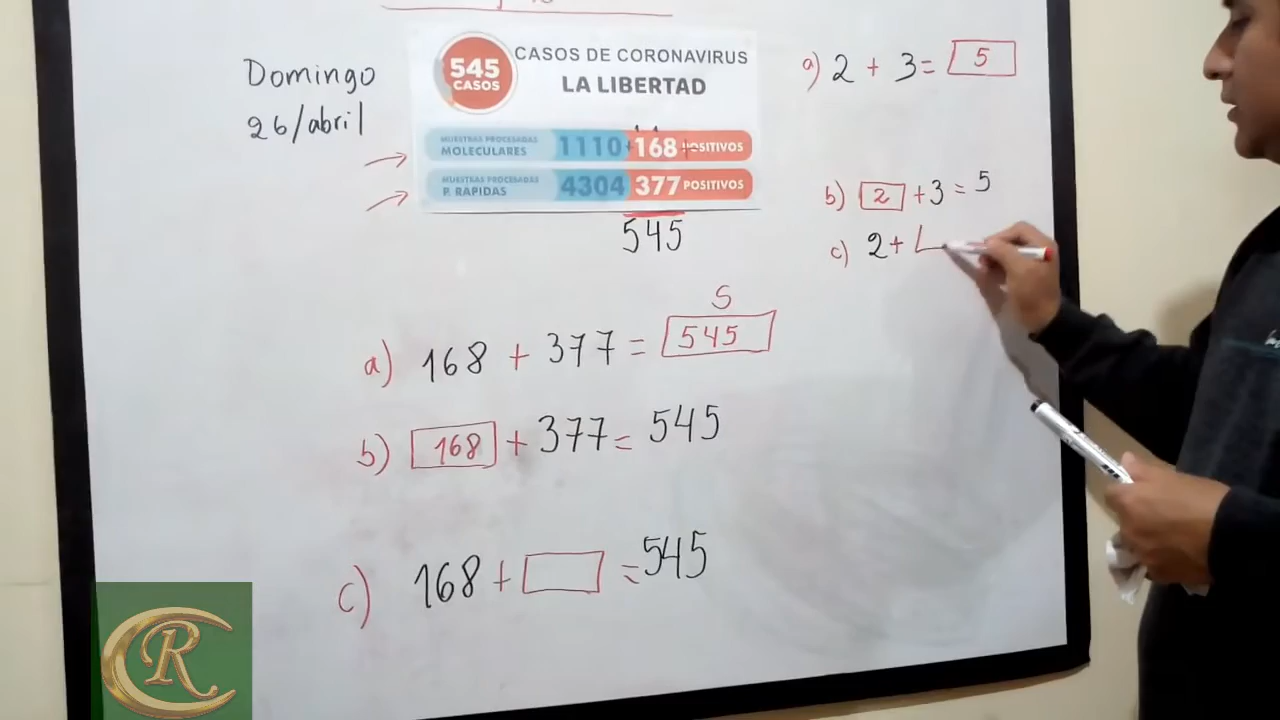 Domingo
26/abril
545
CASOS
CASOS DE CORONAVIRUS
LA LIBERTAD
MUESTRAS PROCESADAS
MOLECULARES 1110 + 168 + POSITIVOS
MUESTRAS PROCESADAS
P. RAPIDAS 4304 377 POSITIVOS
545
S
a) 168 + 377 = 545
b) 168 + 377 = 545
c) 168 + = 545
a) 2 + 3 = 5
b) 2 + 3 = 5
c) 2 +
R